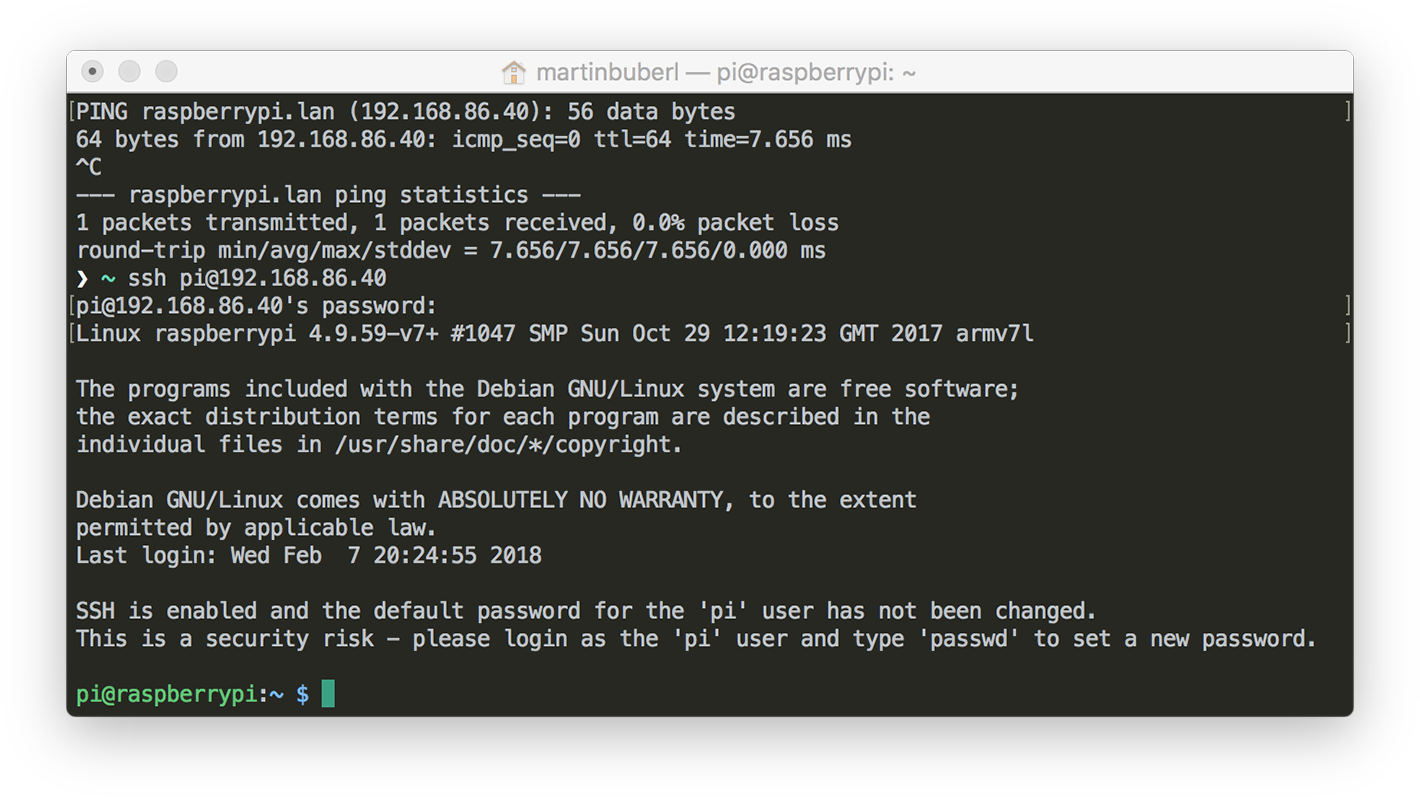 martinbuberl — pi@raspberrypi: ~
[PING raspberrypi.lan (192.168.86.40): 56 data bytes ]
64 bytes from 192.168.86.40: icmp_seq=0 ttl=64 time=7.656 ms
^C
--- raspberrypi.lan ping statistics ---
1 packets transmitted, 1 packets received, 0.0% packet loss
round-trip min/avg/max/stddev = 7.656/7.656/7.656/0.000 ms
❯ ~ ssh pi@192.168.86.40
[pi@192.168.86.40's password: ]
[Linux raspberrypi 4.9.59-v7+ #1047 SMP Sun Oct 29 12:19:23 GMT 2017 armv7l ]
The programs included with the Debian GNU/Linux system are free software;
the exact distribution terms for each program are described in the
individual files in /usr/share/doc/*/copyright.
Debian GNU/Linux comes with ABSOLUTELY NO WARRANTY, to the extent
permitted by applicable law.
Last login: Wed Feb  7 20:24:55 2018
SSH is enabled and the default password for the 'pi' user has not been changed.
This is a security risk - please login as the 'pi' user and type 'passwd' to set a new password.
pi@raspberrypi:~ $